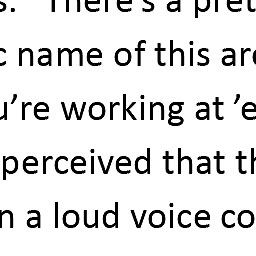 s. There's a pret
c name of this are
u're working at 'e
perceived that th
n a loud voice co